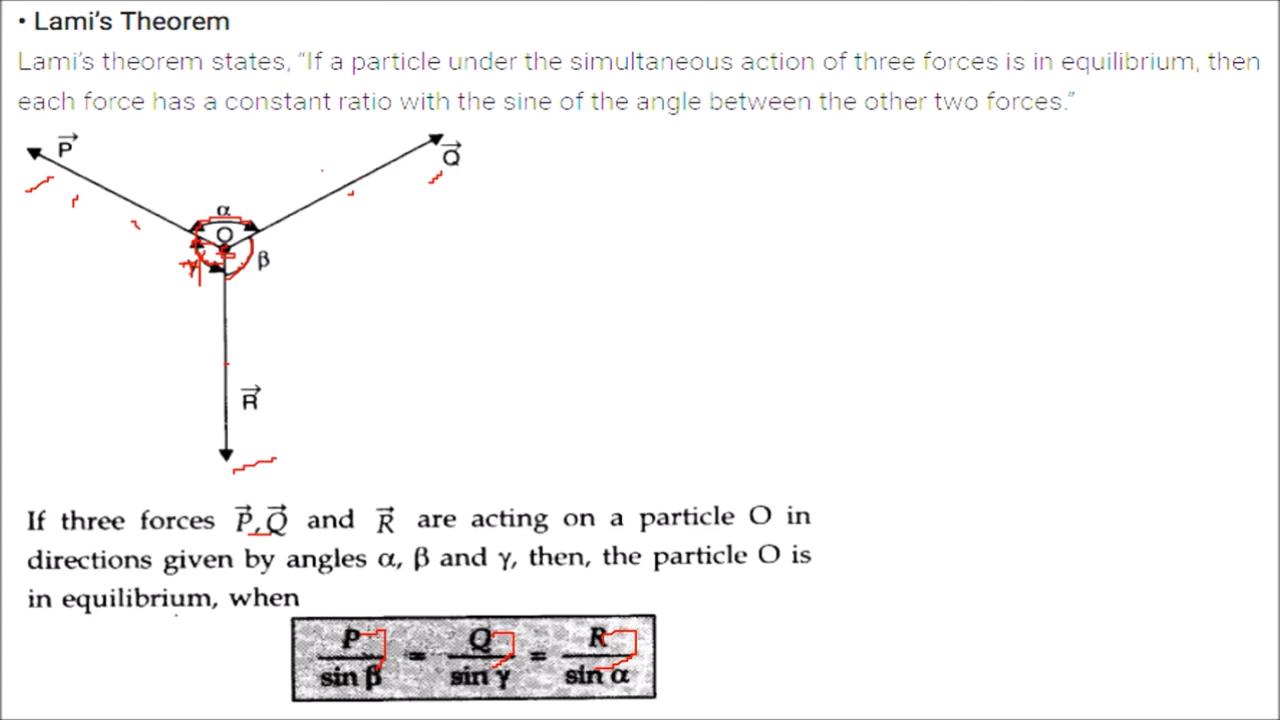 • Lami's Theorem
Lami's theorem states, “If a particle under the simultaneous action of three forces is in equilibrium, then
each force has a constant ratio with the sine of the angle between the other two forces.”
P⃗
Q⃗
α
O
β
γ
R⃗
If three forces P⃗, Q⃗ and R⃗ are acting on a particle O in
directions given by angles α, β and γ, then, the particle O is
in equilibrium, when
P/sin β = Q/sin γ = R/sin α